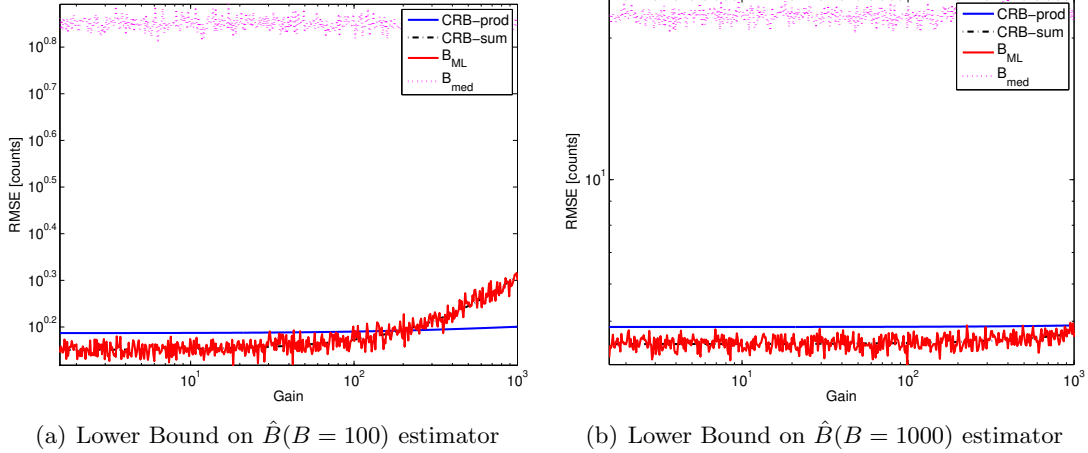 10^0.8
10^0.7
10^0.6
10^0.5
10^0.4
10^0.3
10^0.2
RMSE [counts]
10^1
10^2
10^3
Gain
CRB−prod
CRB−sum
B_ML
B_med
(a) Lower Bound on B̂(B = 100) estimator
10^1
RMSE [counts]
10^1
10^2
10^3
Gain
CRB−prod
CRB−sum
B_ML
B_med
(b) Lower Bound on B̂(B = 1000) estimator